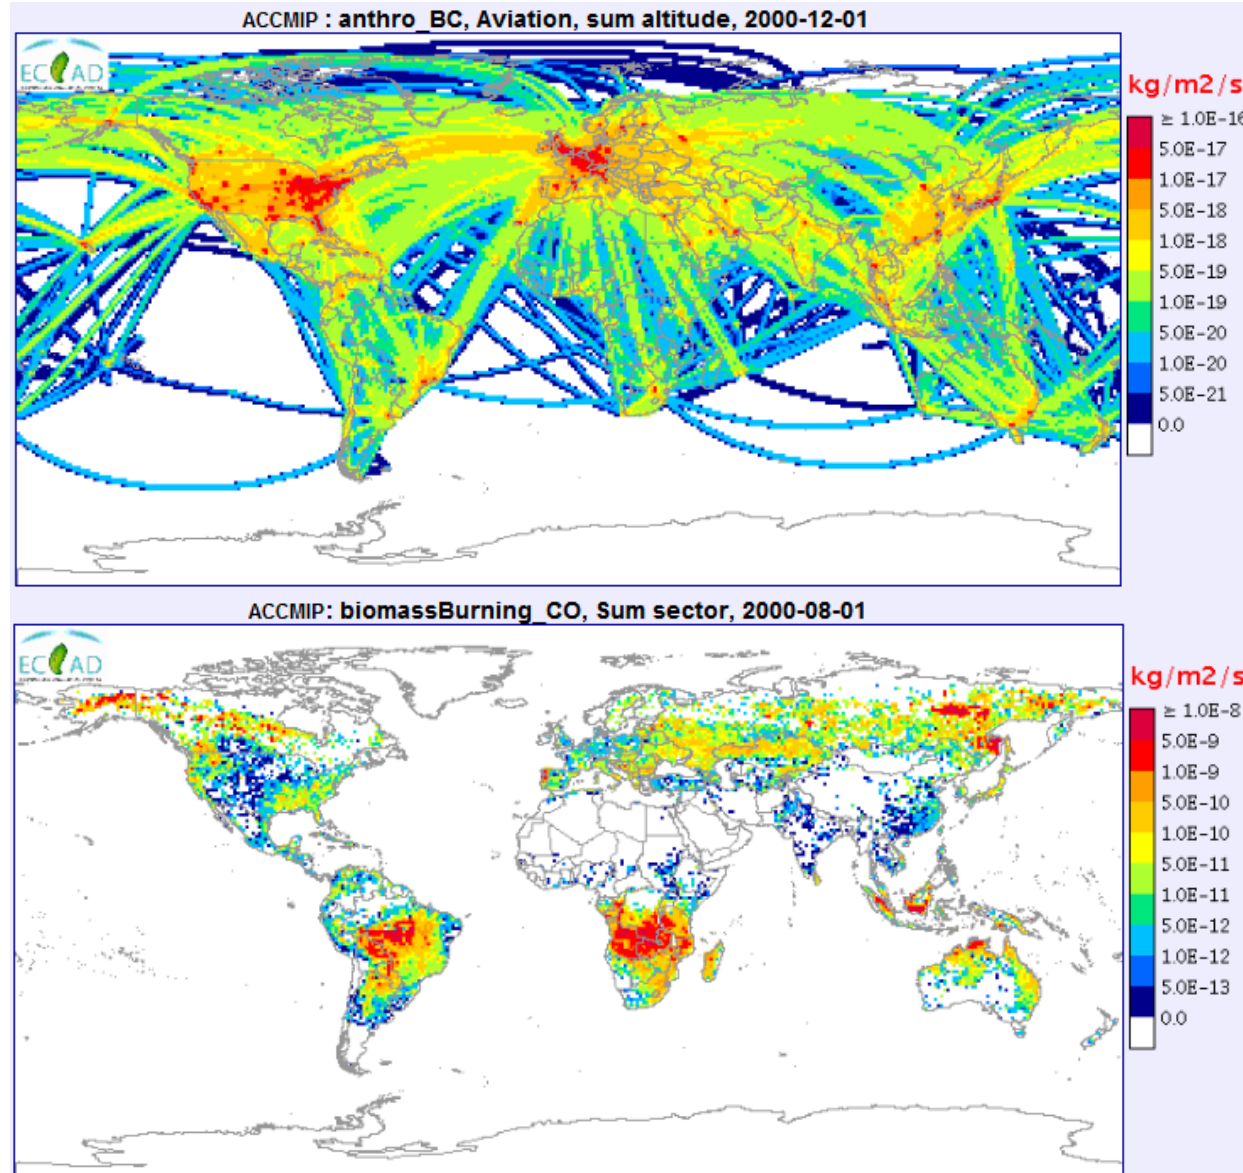 ACCMIP : anthro_BC, Aviation, sum altitude, 2000-12-01
ECCAD
kg/m2/s
≥ 1.0E-16
5.0E-17
1.0E-17
5.0E-18
1.0E-18
5.0E-19
1.0E-19
5.0E-20
1.0E-20
5.0E-21
0.0
ACCMIP: biomassBurning_CO, Sum sector, 2000-08-01
ECCAD
kg/m2/s
≥ 1.0E-8
5.0E-9
1.0E-9
5.0E-10
1.0E-10
5.0E-11
1.0E-11
5.0E-12
1.0E-12
5.0E-13
0.0